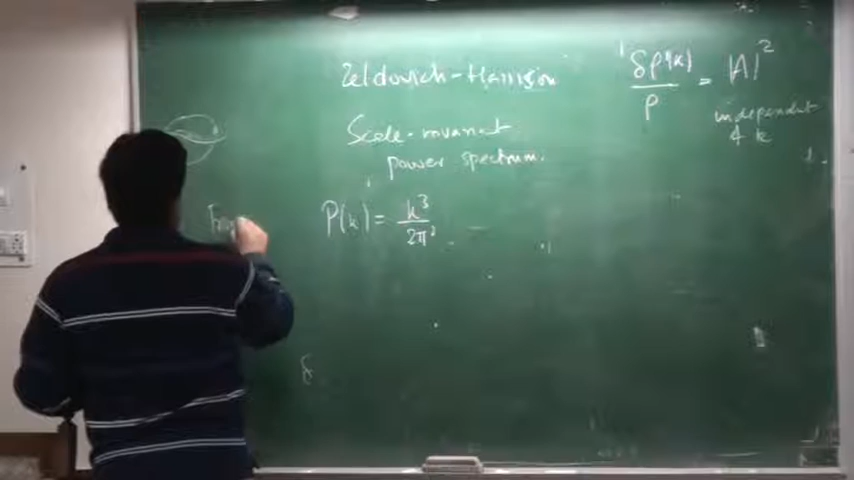 Zeldovich-Harrison
Scale-invariant
power spectrum.
P(k) = k³ / 2π²
δρ(k) / ρ = |A|²
independent
of k